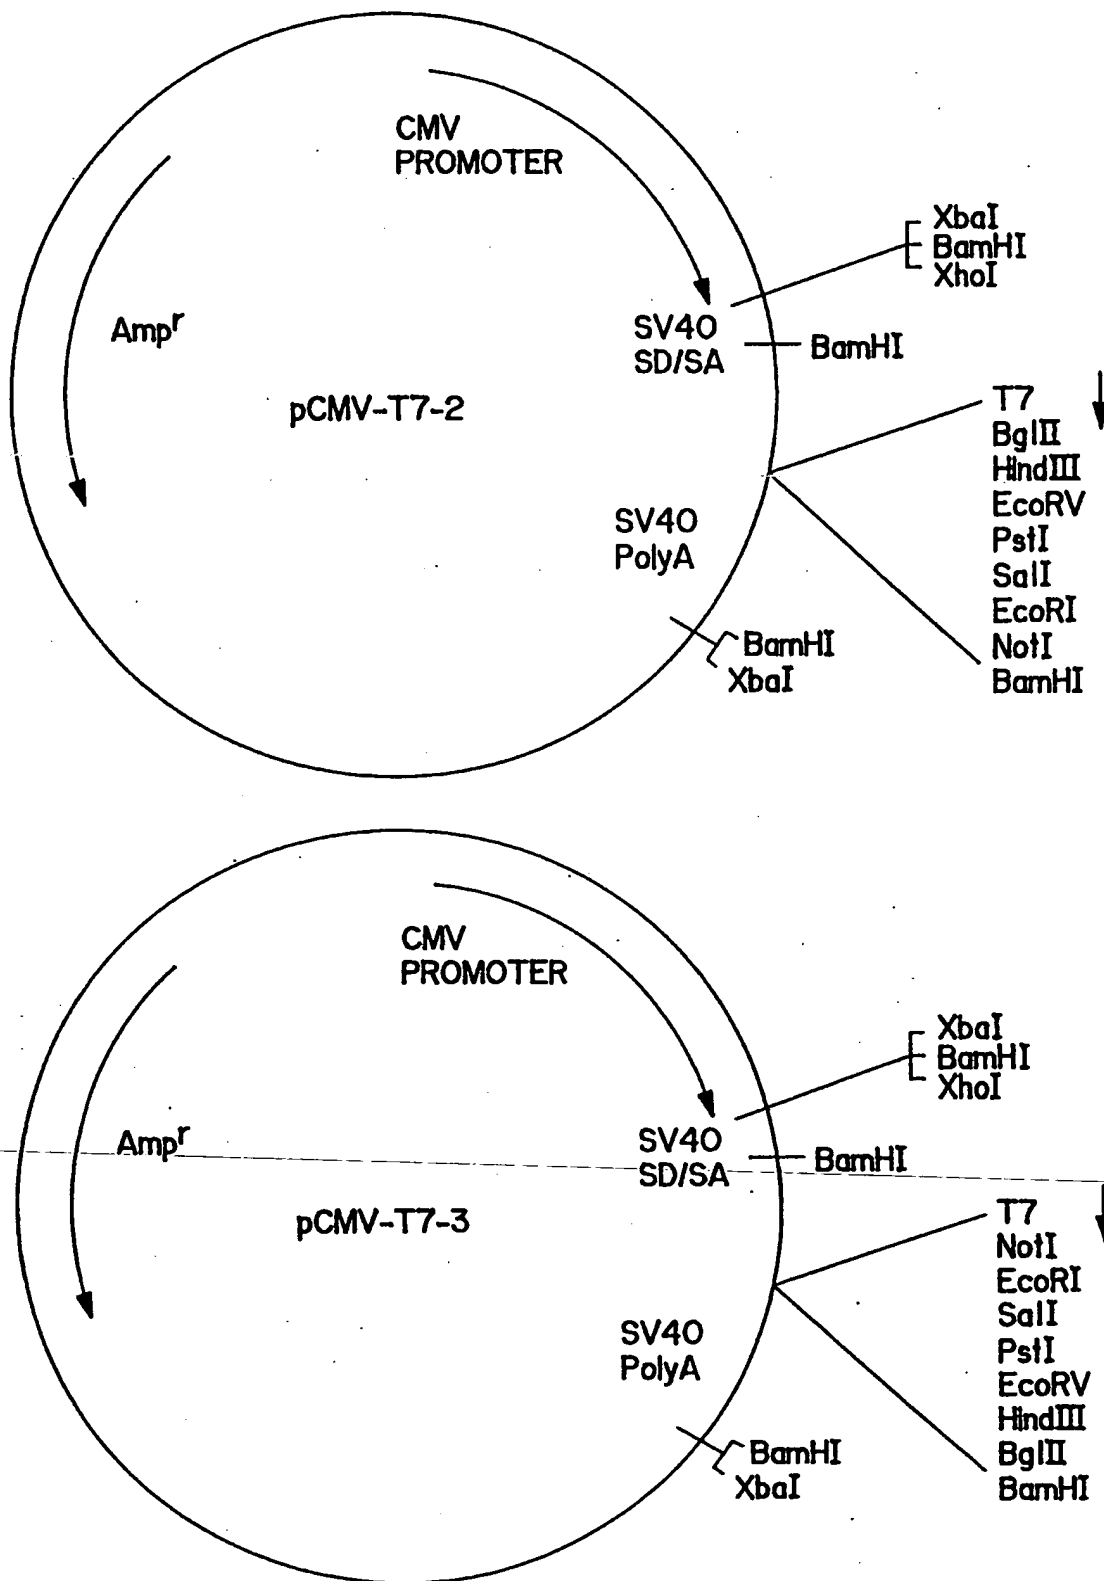 CMV
PROMOTER
XbaI
BamHI
XhoI
Ampr
SV40
SD/SA
BamHI
pCMV-T7-2
T7
BglII
HindIII
EcoRV
PstI
SalI
EcoRI
NotI
BamHI
SV40
PolyA
BamHI
XbaI
CMV
PROMOTER
XbaI
BamHI
XhoI
Ampr
SV40
SD/SA
BamHI
pCMV-T7-3
T7
NotI
EcoRI
SalI
PstI
EcoRV
HindIII
BglII
BamHI
SV40
PolyA
BamHI
XbaI